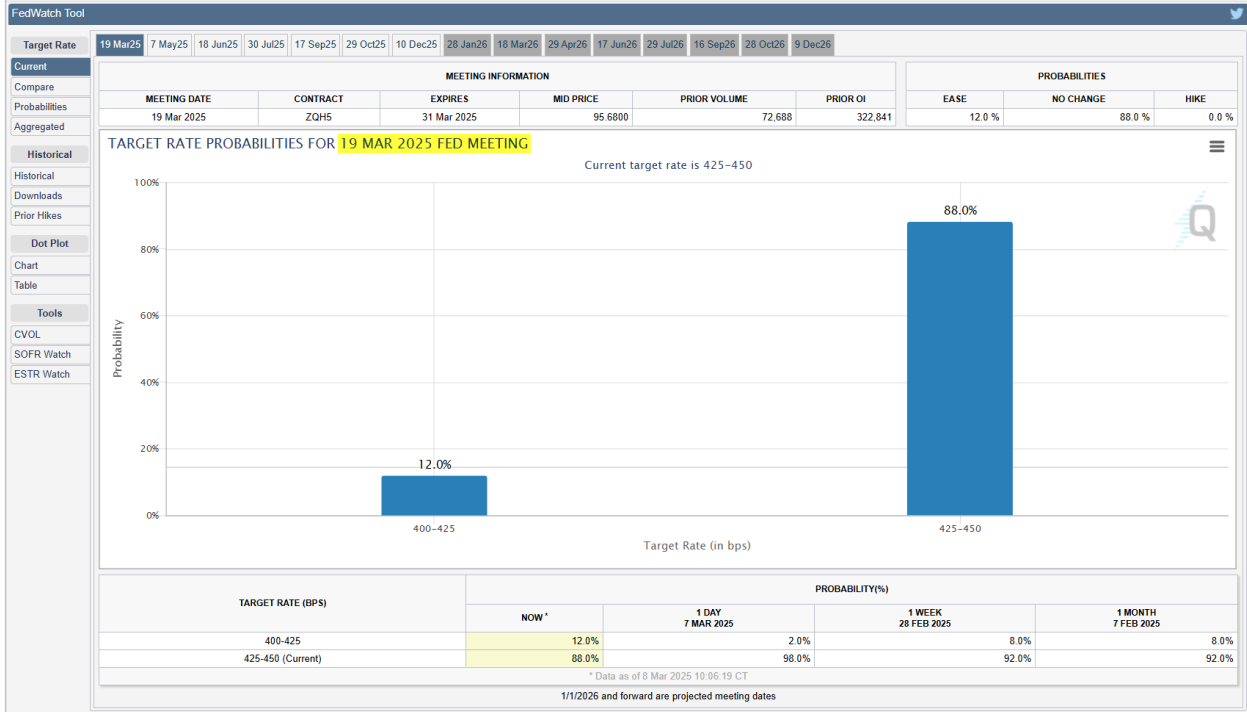 FedWatch Tool
Target Rate
Current
Compare
Probabilities
Aggregated
Historical
Historical
Downloads
Prior Hikes
Dot Plot
Chart
Table
Tools
CVOL
SOFR Watch
ESTR Watch
19 Mar25 7 May25 18 Jun25 30 Jul25 17 Sep25 29 Oct25 10 Dec25 28 Jan26 18 Mar26 29 Apr26 17 Jun26 29 Jul26 16 Sep26 28 Oct26 9 Dec26
MEETING INFORMATION PROBABILITIES
MEETING DATE CONTRACT EXPIRES MID PRICE PRIOR VOLUME PRIOR OI EASE NO CHANGE HIKE
19 Mar 2025 ZQH5 31 Mar 2025 95.6800 72,688 322,841 12.0 % 88.0 % 0.0 %
TARGET RATE PROBABILITIES FOR 19 MAR 2025 FED MEETING
Current target rate is 425-450
Q
Probability
100%
80%
60%
40%
20%
0%
12.0%
88.0%
400-425 425-450
Target Rate (in bps)
TARGET RATE (BPS) PROBABILITY(%)
NOW * 1 DAY 7 MAR 2025 1 WEEK 28 FEB 2025 1 MONTH 7 FEB 2025
400-425 12.0% 2.0% 8.0% 8.0%
425-450 (Current) 88.0% 98.0% 92.0% 92.0%
* Data as of 8 Mar 2025 10:06:19 CT
1/1/2026 and forward are projected meeting dates